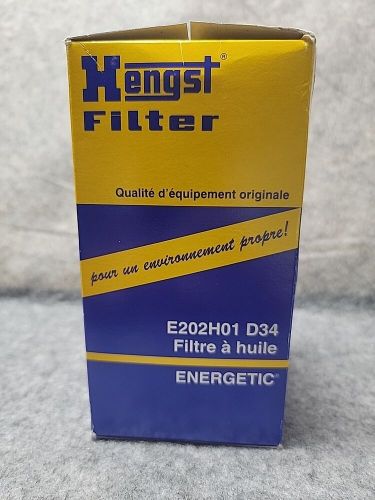 Hengst®
Filter
Qualité d'équipement originale
pour un environnement propre!
E202H01 D34
Filtre à huile
ENERGETIC®